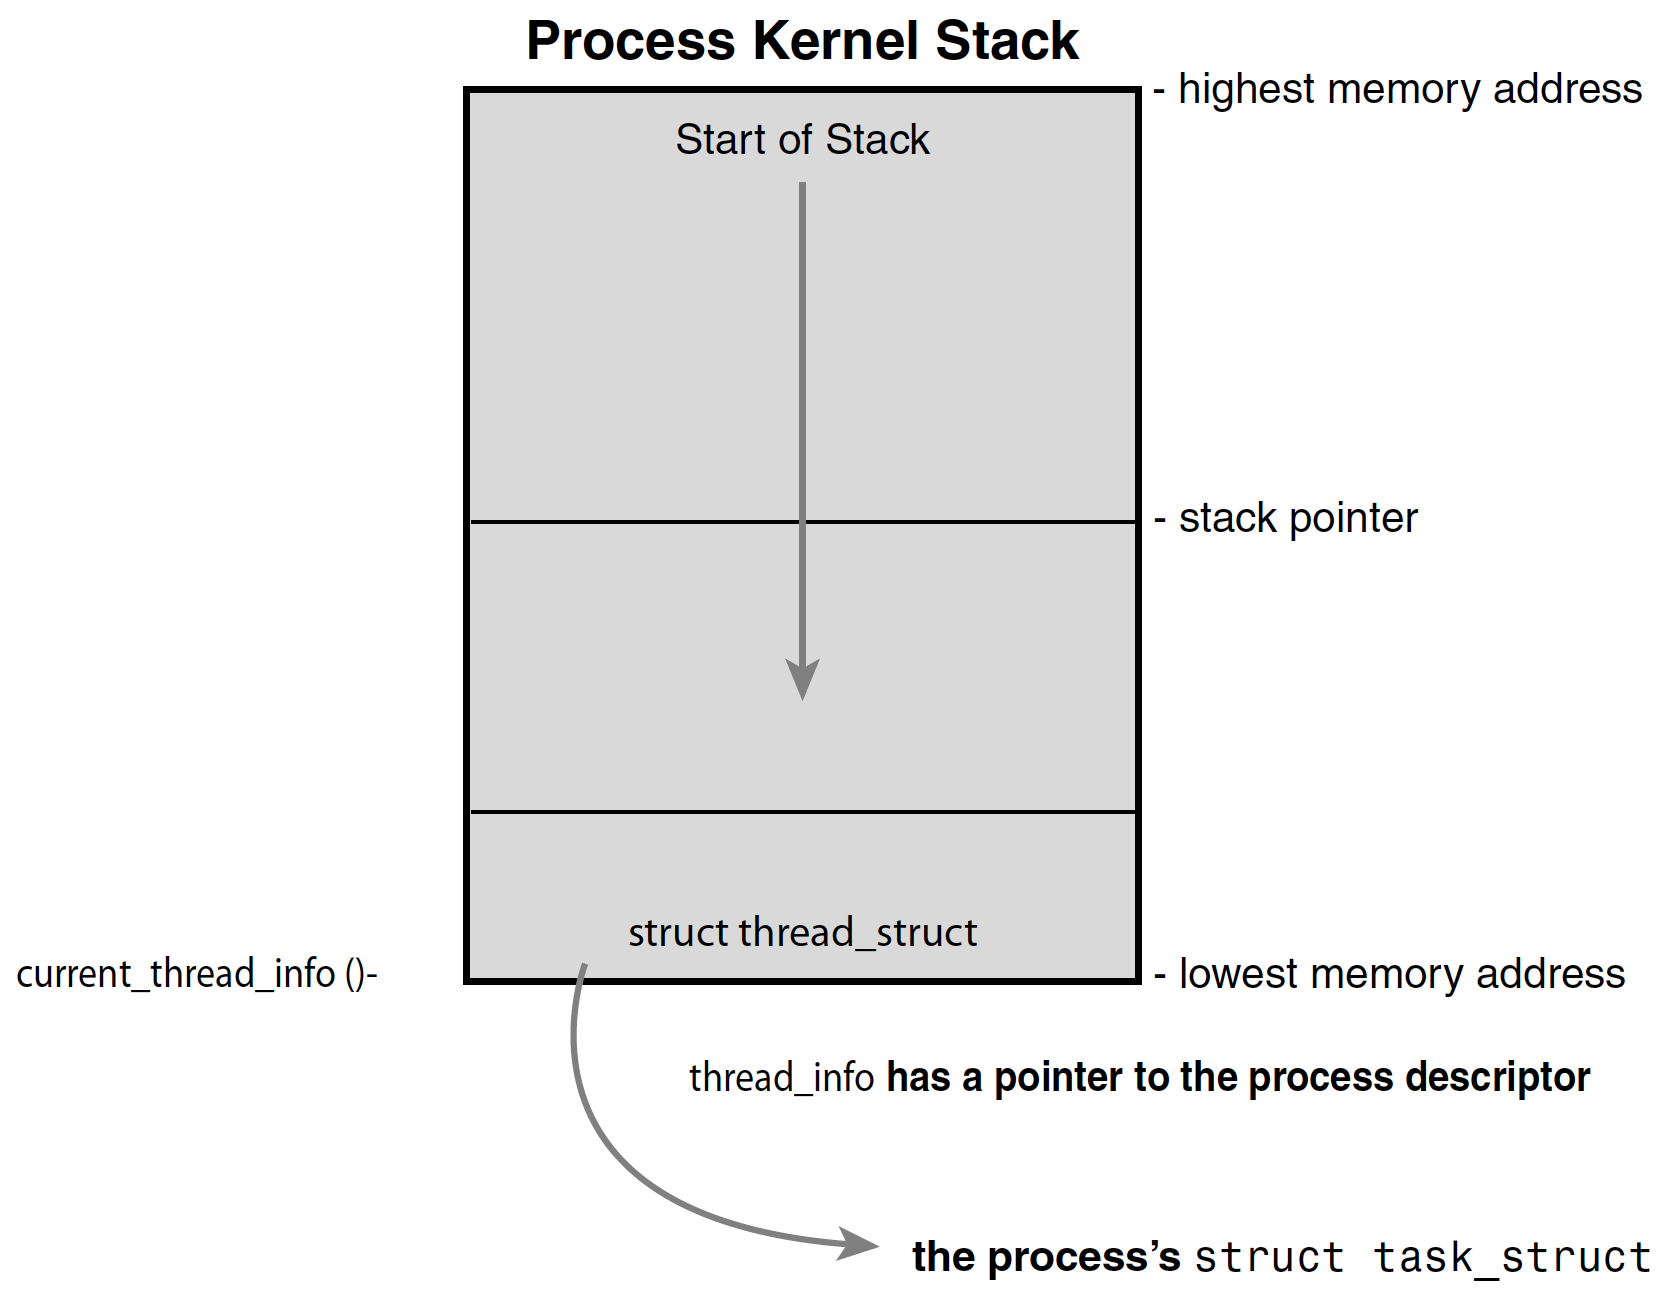 Process Kernel Stack
- highest memory address
Start of Stack
- stack pointer
struct thread_struct
current_thread_info ()-
- lowest memory address
thread_info has a pointer to the process descriptor
the process’s struct task_struct